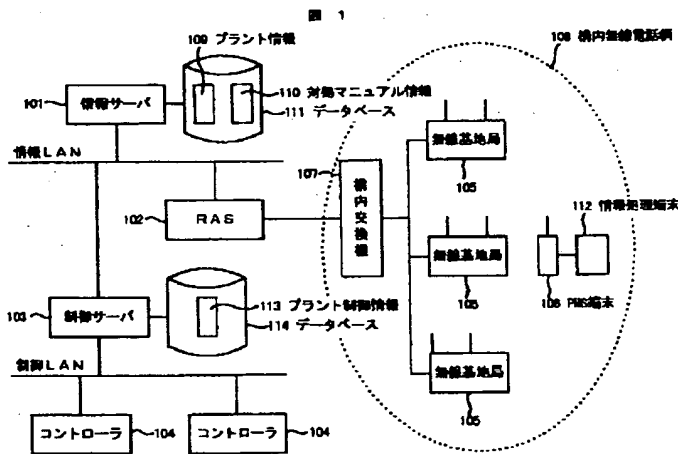 図 1
109 プラント情報
108 構内無線電話網
110 対処マニュアル情報
101
情報サーバ
111 データベース
無線基地局
情報LAN
107
105
構内交換機
112 情報処理端末
102
RAS
無線基地局
113 プラント制御情報
105
106 PHS端末
103
制御サーバ
114 データベース
無線基地局
制御LAN
105
コントローラ
104
コントローラ
104